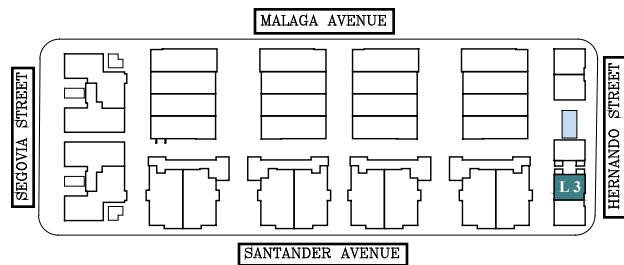 MALAGA AVENUE
SEGOVIA STREET
HERNANDO STREET
L 3
SANTANDER AVENUE